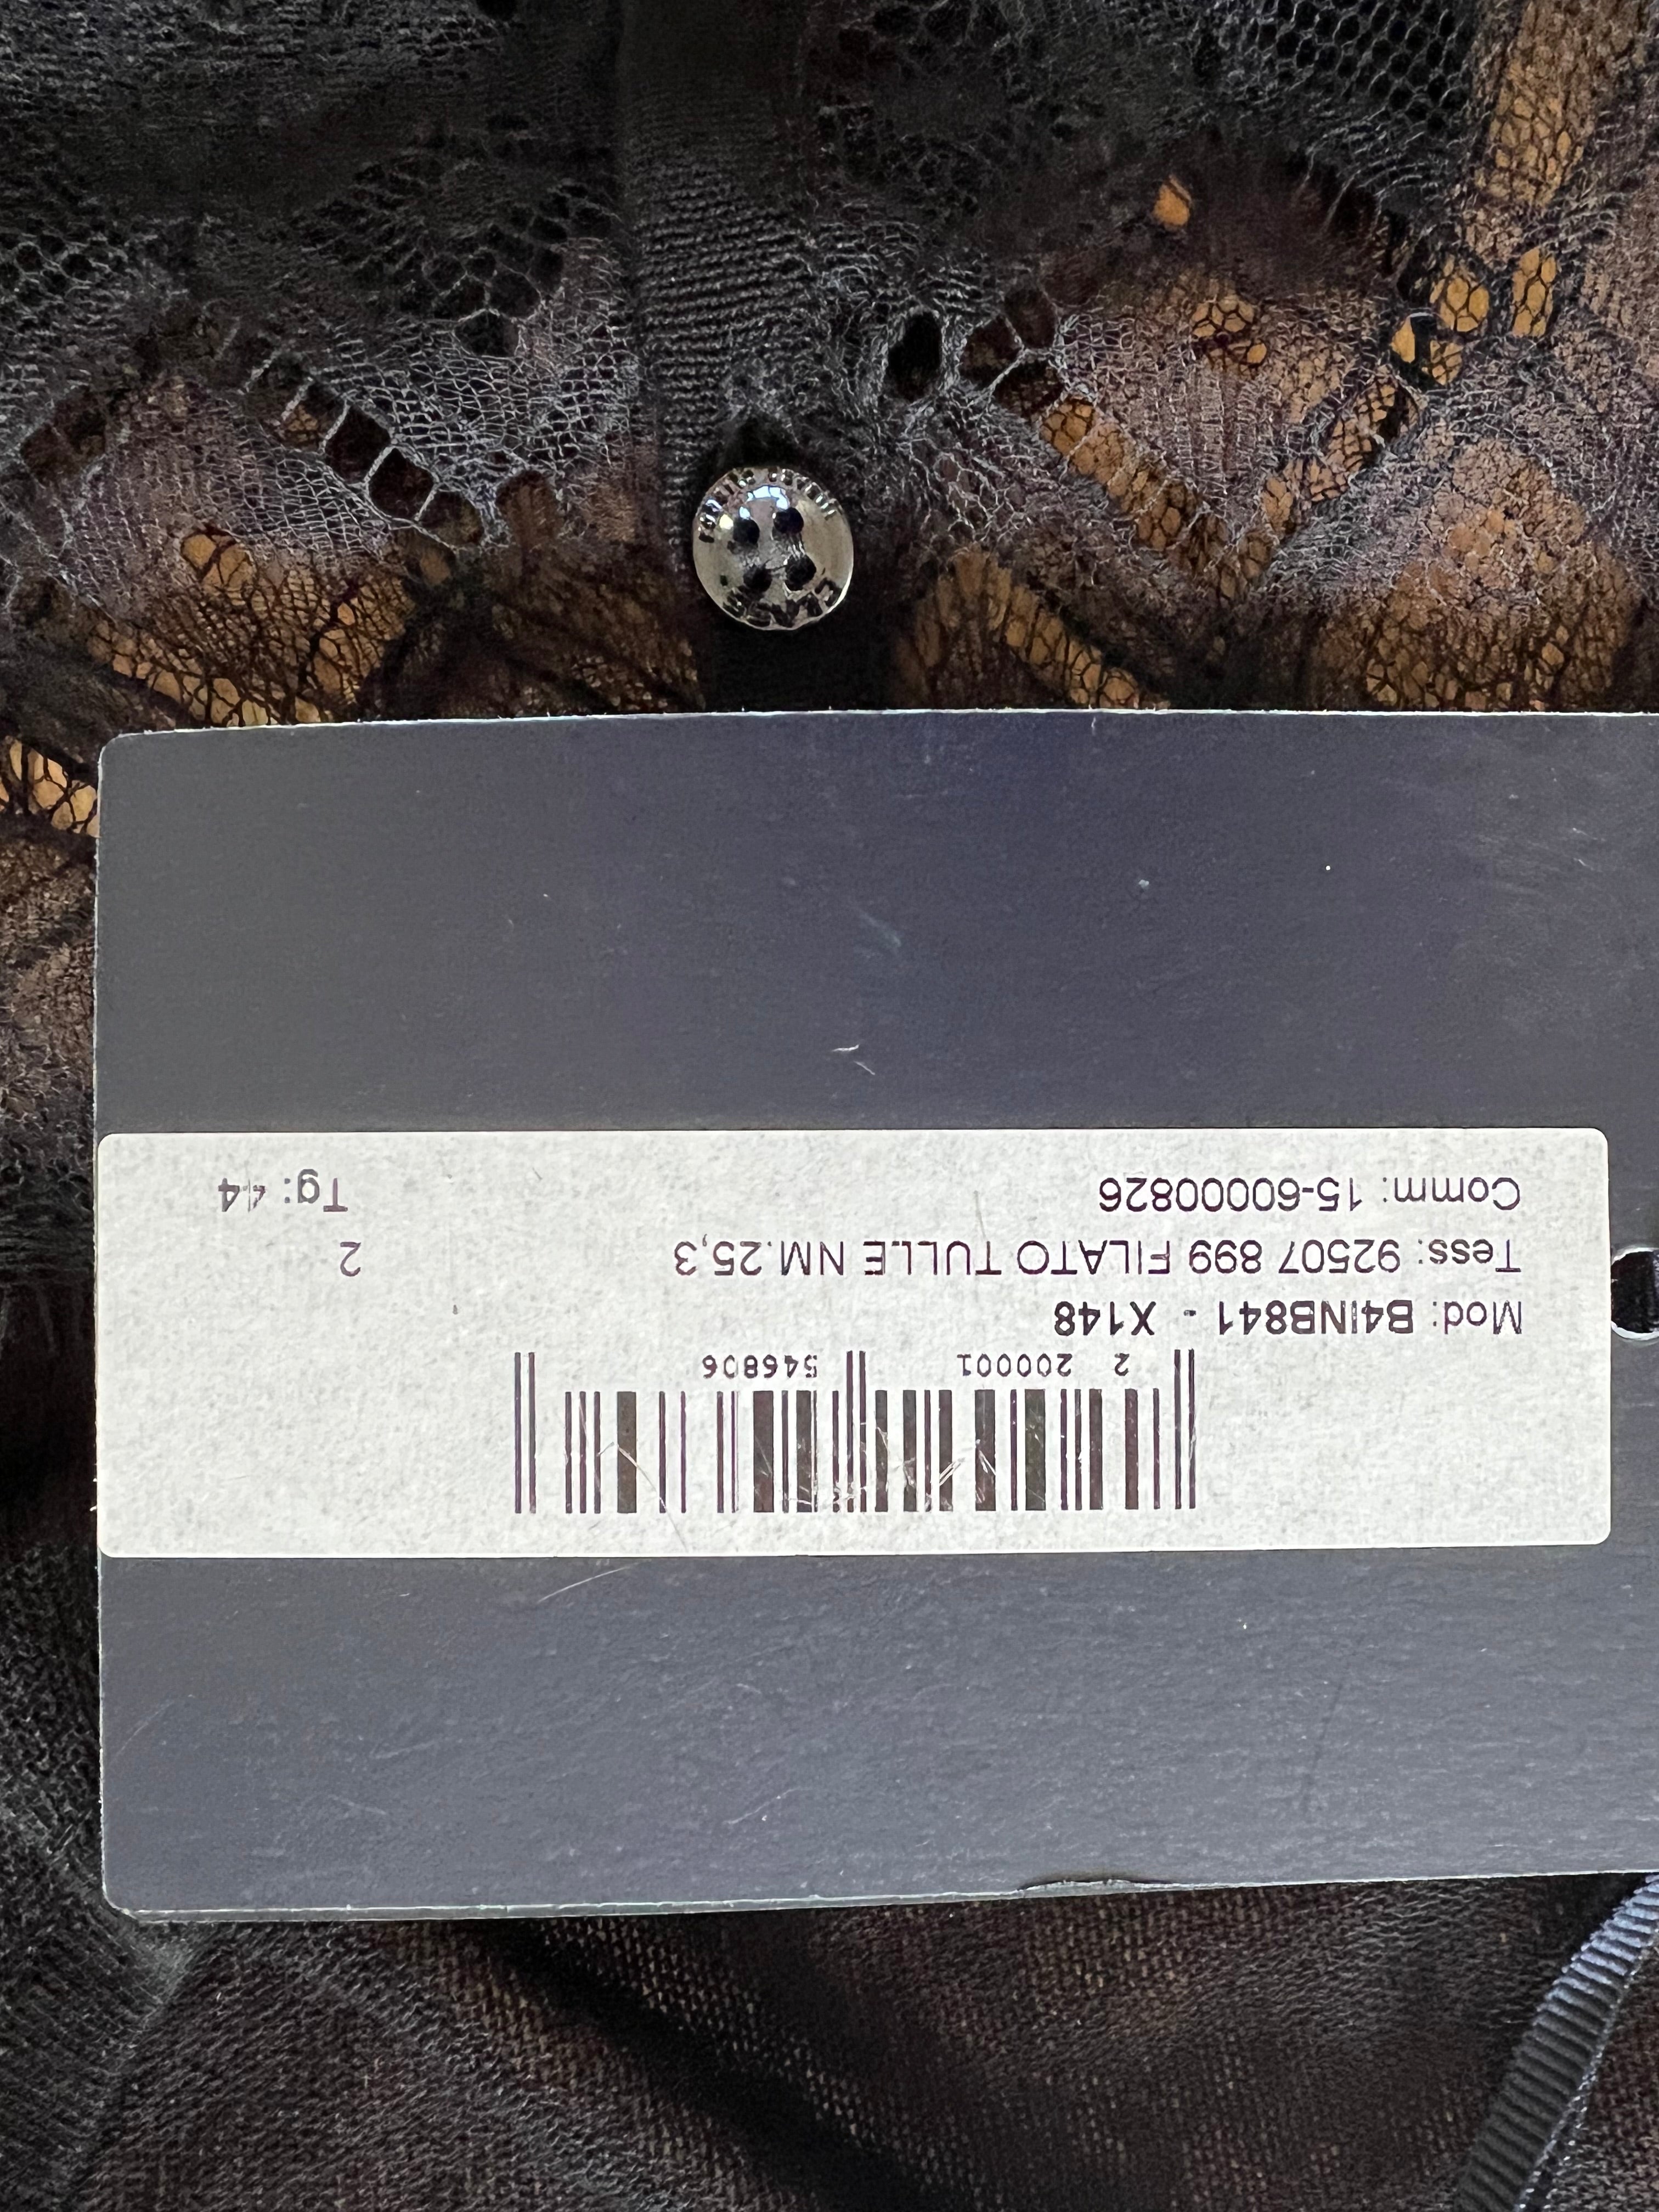 Comm: 15-60000826
Tg: 44
Tess: 92507 899 FILATO TULLE NM.25,3
2
Mod: B4INB841 - X148
2 200001 546806